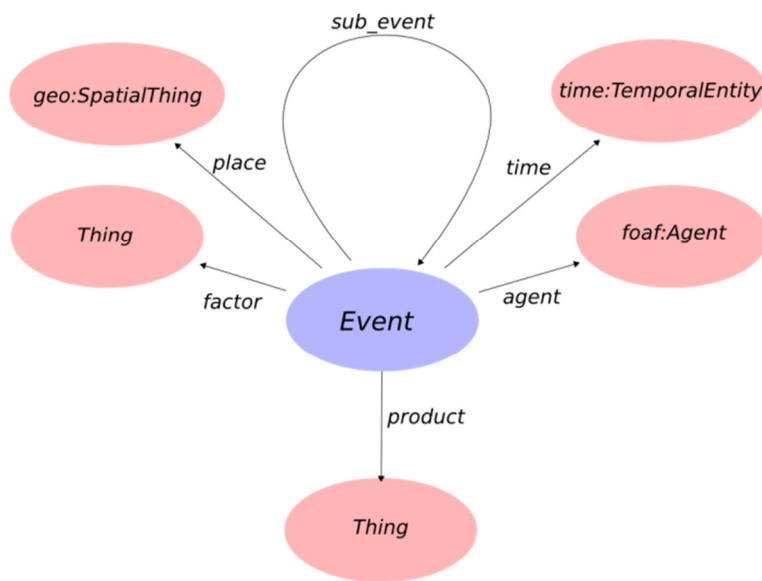 sub_event
geo:SpatialThing
time:TemporalEntity
place
time
Thing
foaf:Agent
factor
agent
Event
product
Thing